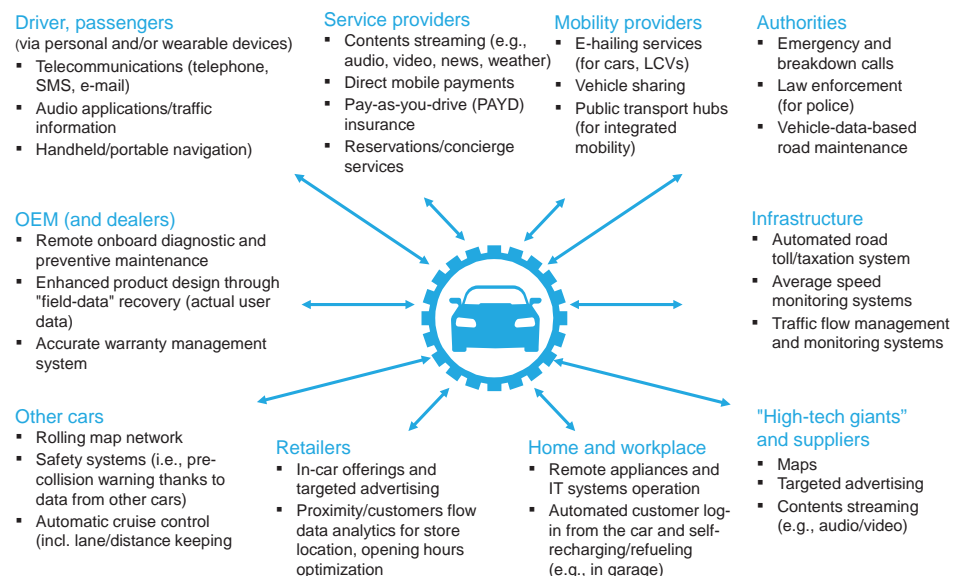 Driver, passengers
(via personal and/or wearable devices)
▪ Telecommunications (telephone,
SMS, e-mail)
▪ Audio applications/traffic
information
▪ Handheld/portable navigation)
Service providers
▪ Contents streaming (e.g.,
audio, video, news, weather)
▪ Direct mobile payments
▪ Pay-as-you-drive (PAYD)
insurance
▪ Reservations/concierge
services
Mobility providers
▪ E-hailing services
(for cars, LCVs)
▪ Vehicle sharing
▪ Public transport hubs
(for integrated
mobility)
Authorities
▪ Emergency and
breakdown calls
▪ Law enforcement
(for police)
▪ Vehicle-data-based
road maintenance
OEM (and dealers)
▪ Remote onboard diagnostic and
preventive maintenance
▪ Enhanced product design through
"field-data" recovery (actual user
data)
▪ Accurate warranty management
system
Infrastructure
▪ Automated road
toll/taxation system
▪ Average speed
monitoring systems
▪ Traffic flow management
and monitoring systems
Other cars
▪ Rolling map network
▪ Safety systems (i.e., pre-
collision warning thanks to
data from other cars)
▪ Automatic cruise control
(incl. lane/distance keeping
Retailers
▪ In-car offerings and
targeted advertising
▪ Proximity/customers flow
data analytics for store
location, opening hours
optimization
Home and workplace
▪ Remote appliances and
IT systems operation
▪ Automated customer log-
in from the car and self-
recharging/refueling
(e.g., in garage)
"High-tech giants”
and suppliers
▪ Maps
▪ Targeted advertising
▪ Contents streaming
(e.g., audio/video)